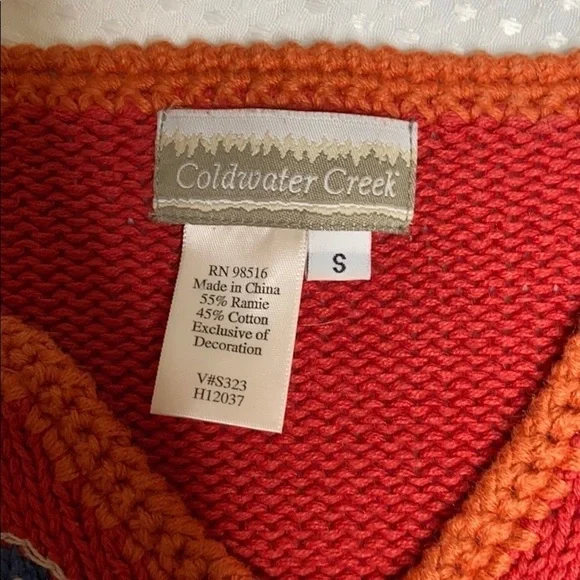 Coldwater Creek
S
RN 98516
Made in China
55% Ramie
45% Cotton
Exclusive of
Decoration
V#S323
H12037